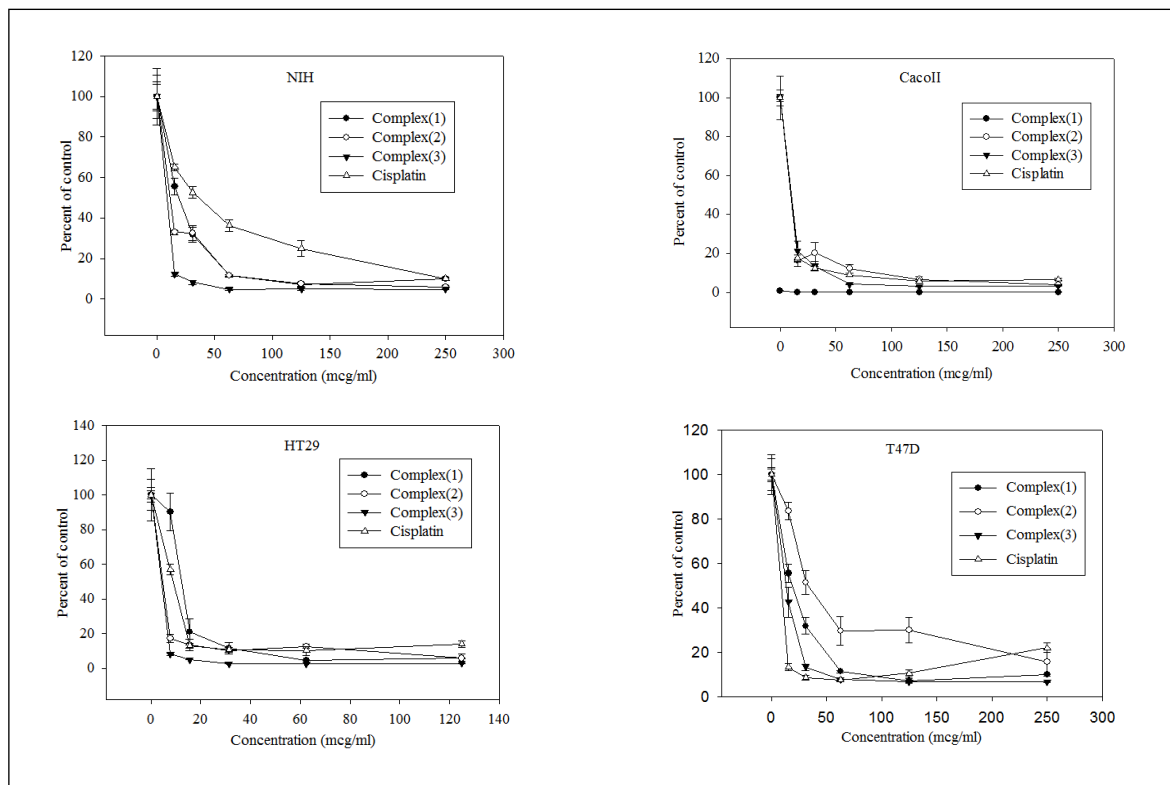 NIH
Complex(1)
Complex(2)
Complex(3)
Cisplatin
Percent of control
120
100
80
60
40
20
0
0 50 100 150 200 250 300
Concentration (mcg/ml)
CacoII
Complex(1)
Complex(2)
Complex(3)
Cisplatin
Percent of control
120
100
80
60
40
20
0
0 50 100 150 200 250 300
Concentration (mcg/ml)
HT29
Complex(1)
Complex(2)
Complex(3)
Cisplatin
Percent of control
140
120
100
80
60
40
20
0
0 20 40 60 80 100 120 140
Concentration (mcg/ml)
T47D
Complex(1)
Complex(2)
Complex(3)
Cisplatin
Percent of control
120
100
80
60
40
20
0
0 50 100 150 200 250 300
Concentration (mcg/ml)